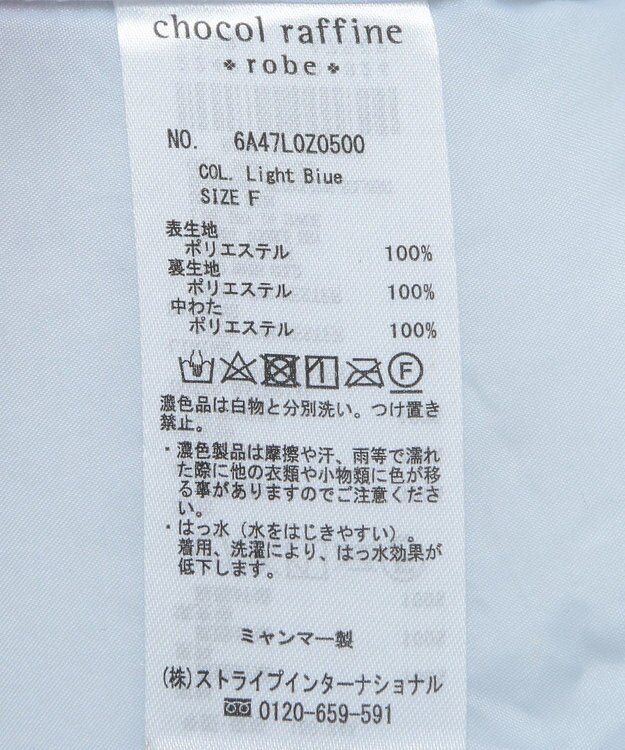 chocol raffine
robe
NO. 6A47L0Z0500
COL. Light Biue
SIZE F
表生地
ポリエステル 100%
裏生地
ポリエステル 100%
中わた
ポリエステル 100%
F
濃色品は白物と分別洗い。つけ置き
禁止。
・濃色製品は摩擦や汗、雨等で濡れ
た際に他の衣類や小物類に色が移
る事がありますのでご注意くださ
い。
・はっ水（水をはじきやすい）。
着用、洗濯により、はっ水効果が
低下します。
ミャンマー製
(株)ストライプインターナショナル
0120-659-591